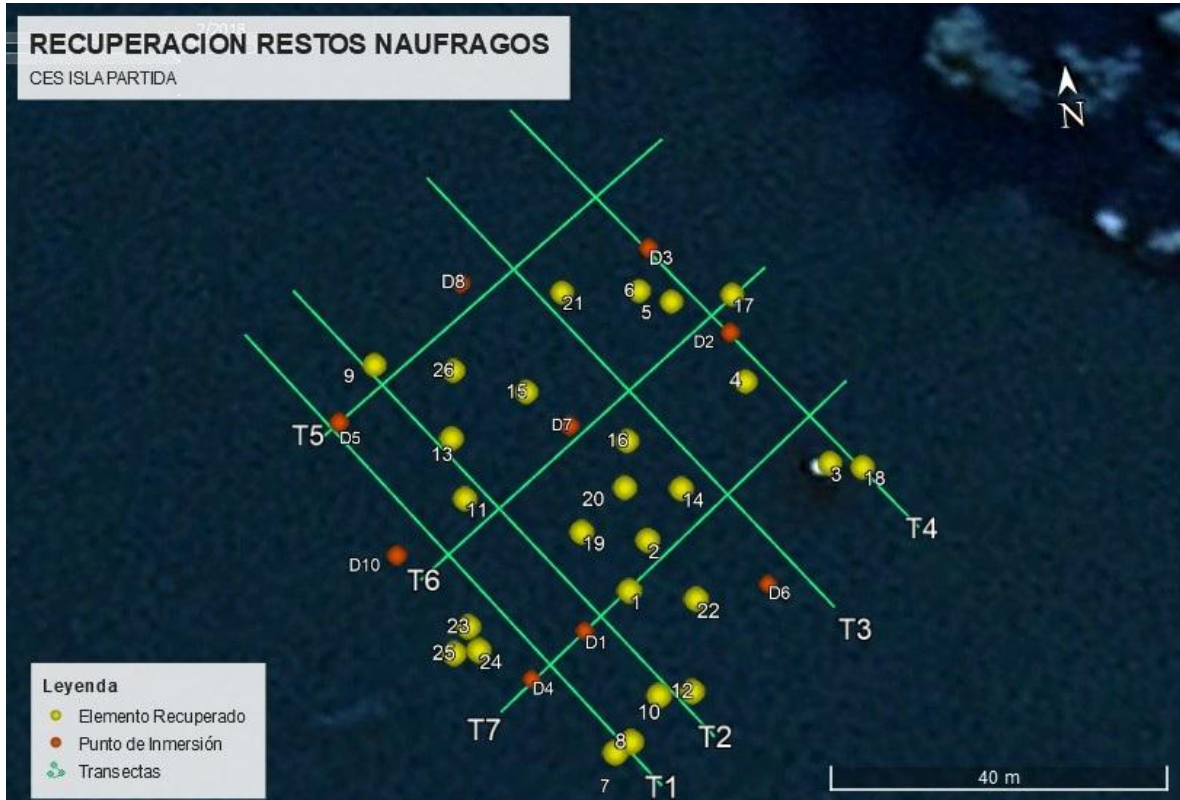 RECUPERACION RESTOS NAUFRAGOS
CES ISLA PARTIDA
N
D3
D8
6
5
21
17
D2
4
9
26
15
D7
T5
D5
13
16
3
18
11
20
14
T4
19
2
D10
T6
D6
1
22
T3
23
D1
25
24
D4
12
10
T7
T2
8
7
T1
Leyenda
Elemento Recuperado
Punto de Inmersión
Transectas
40 m